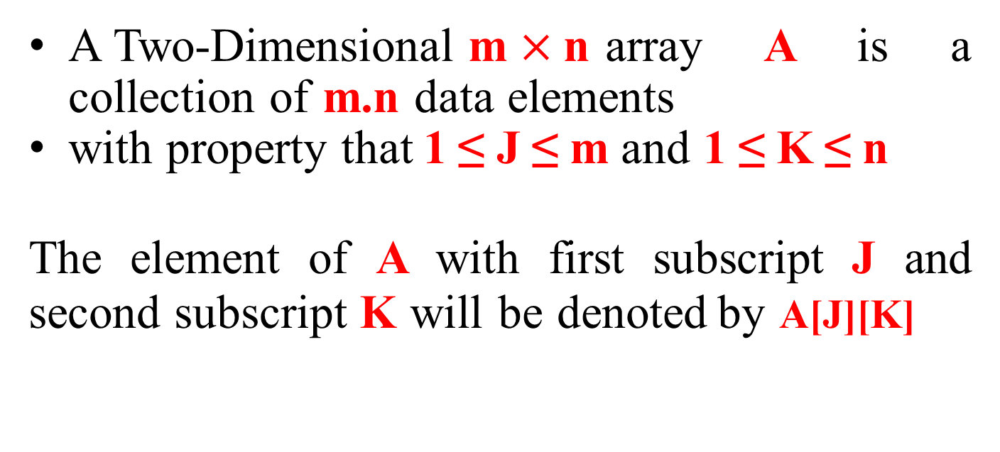 • A Two-Dimensional m × n array A is a
collection of m.n data elements
• with property that 1 ≤ J ≤ m and 1 ≤ K ≤ n
The element of A with first subscript J and
second subscript K will be denoted by A[J][K]